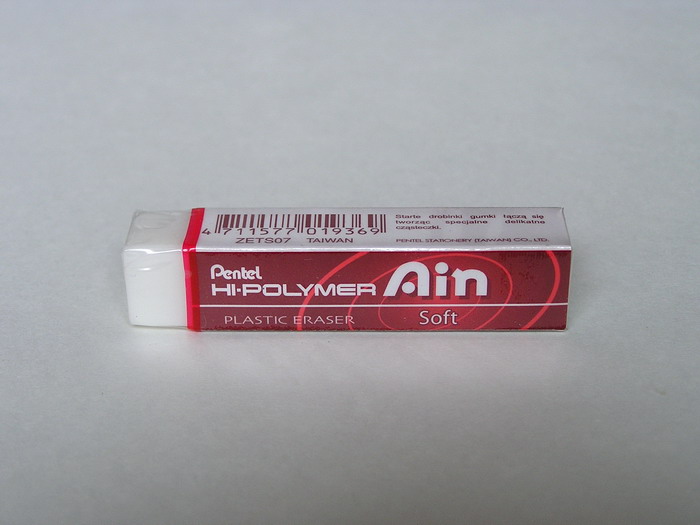 4 711577 019369
ZETS07 TAIWAN
Starte drobinki gumki łączą się
tworząc specjalne delikatne
cząsteczki.
PENTEL STATIONERY (TAIWAN) CO., LTD.
Pentel
HI-POLYMER Ain
PLASTIC ERASER Soft